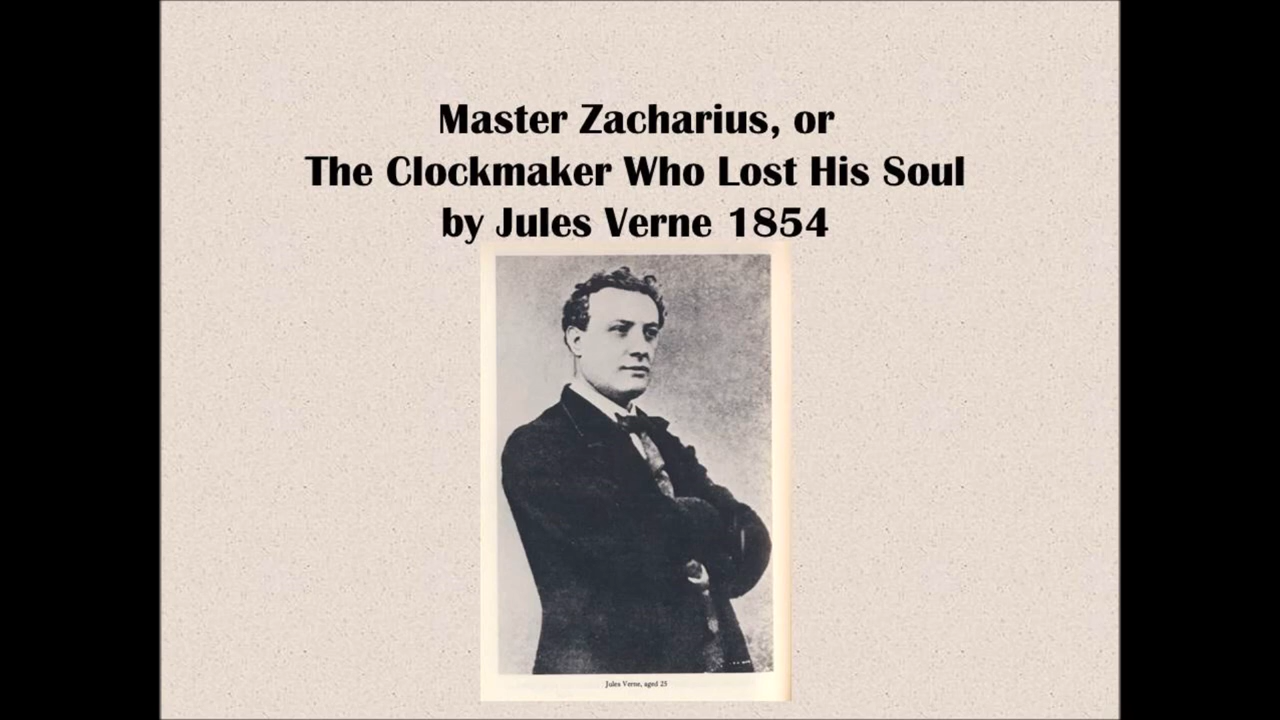 Master Zacharius, or
The Clockmaker Who Lost His Soul
by Jules Verne 1854
Jules Verne, aged 25